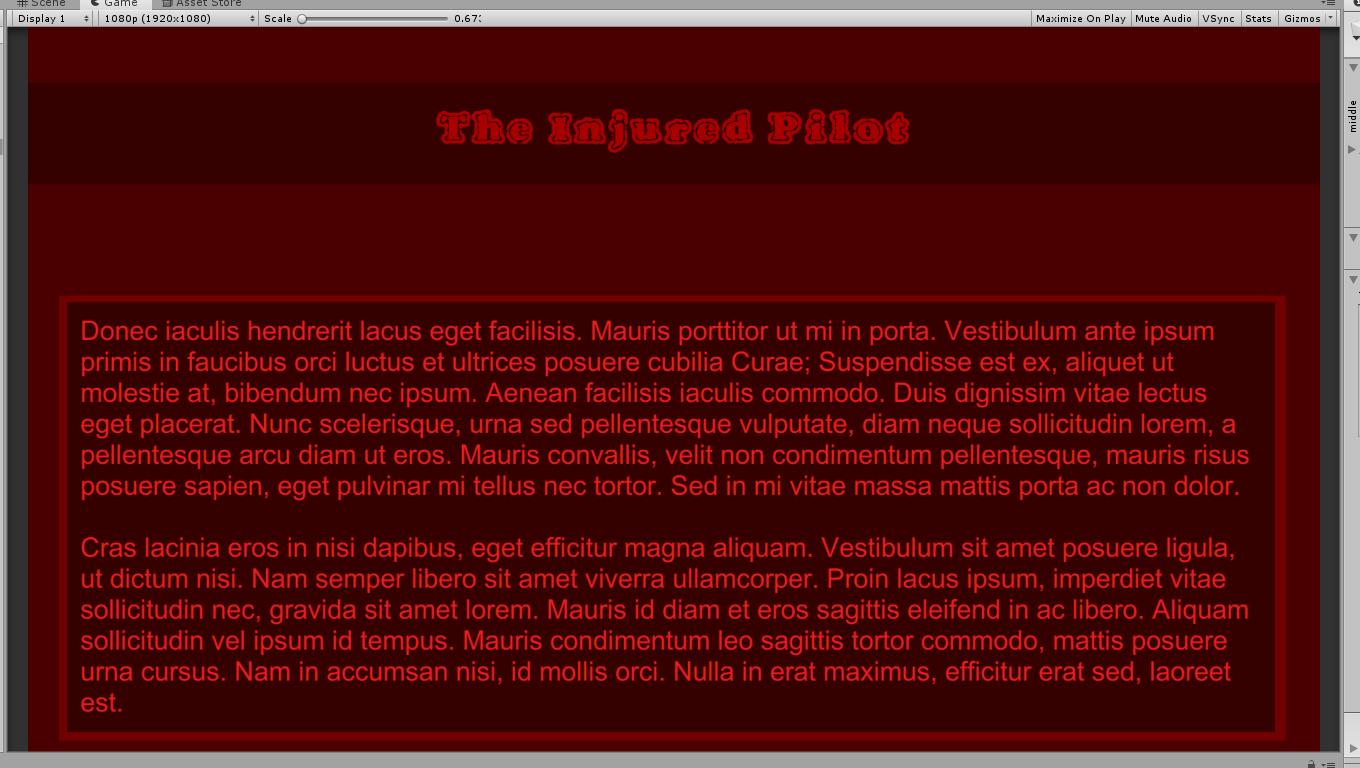 Scene Game Asset Store
Display 1 1080p (1920x1080) Scale 0.67 Maximize On Play Mute Audio VSync Stats Gizmos
middle
The Injured Pilot
Donec iaculis hendrerit lacus eget facilisis. Mauris porttitor ut mi in porta. Vestibulum ante ipsum
primis in faucibus orci luctus et ultrices posuere cubilia Curae; Suspendisse est ex, aliquet ut
molestie at, bibendum nec ipsum. Aenean facilisis iaculis commodo. Duis dignissim vitae lectus
eget placerat. Nunc scelerisque, urna sed pellentesque vulputate, diam neque sollicitudin lorem, a
pellentesque arcu diam ut eros. Mauris convallis, velit non condimentum pellentesque, mauris risus
posuere sapien, eget pulvinar mi tellus nec tortor. Sed in mi vitae massa mattis porta ac non dolor.
Cras lacinia eros in nisi dapibus, eget efficitur magna aliquam. Vestibulum sit amet posuere ligula,
ut dictum nisi. Nam semper libero sit amet viverra ullamcorper. Proin lacus ipsum, imperdiet vitae
sollicitudin nec, gravida sit amet lorem. Mauris id diam et eros sagittis eleifend in ac libero. Aliquam
sollicitudin vel ipsum id tempus. Mauris condimentum leo sagittis tortor commodo, mattis posuere
urna cursus. Nam in accumsan nisi, id mollis orci. Nulla in erat maximus, efficitur erat sed, laoreet
est.